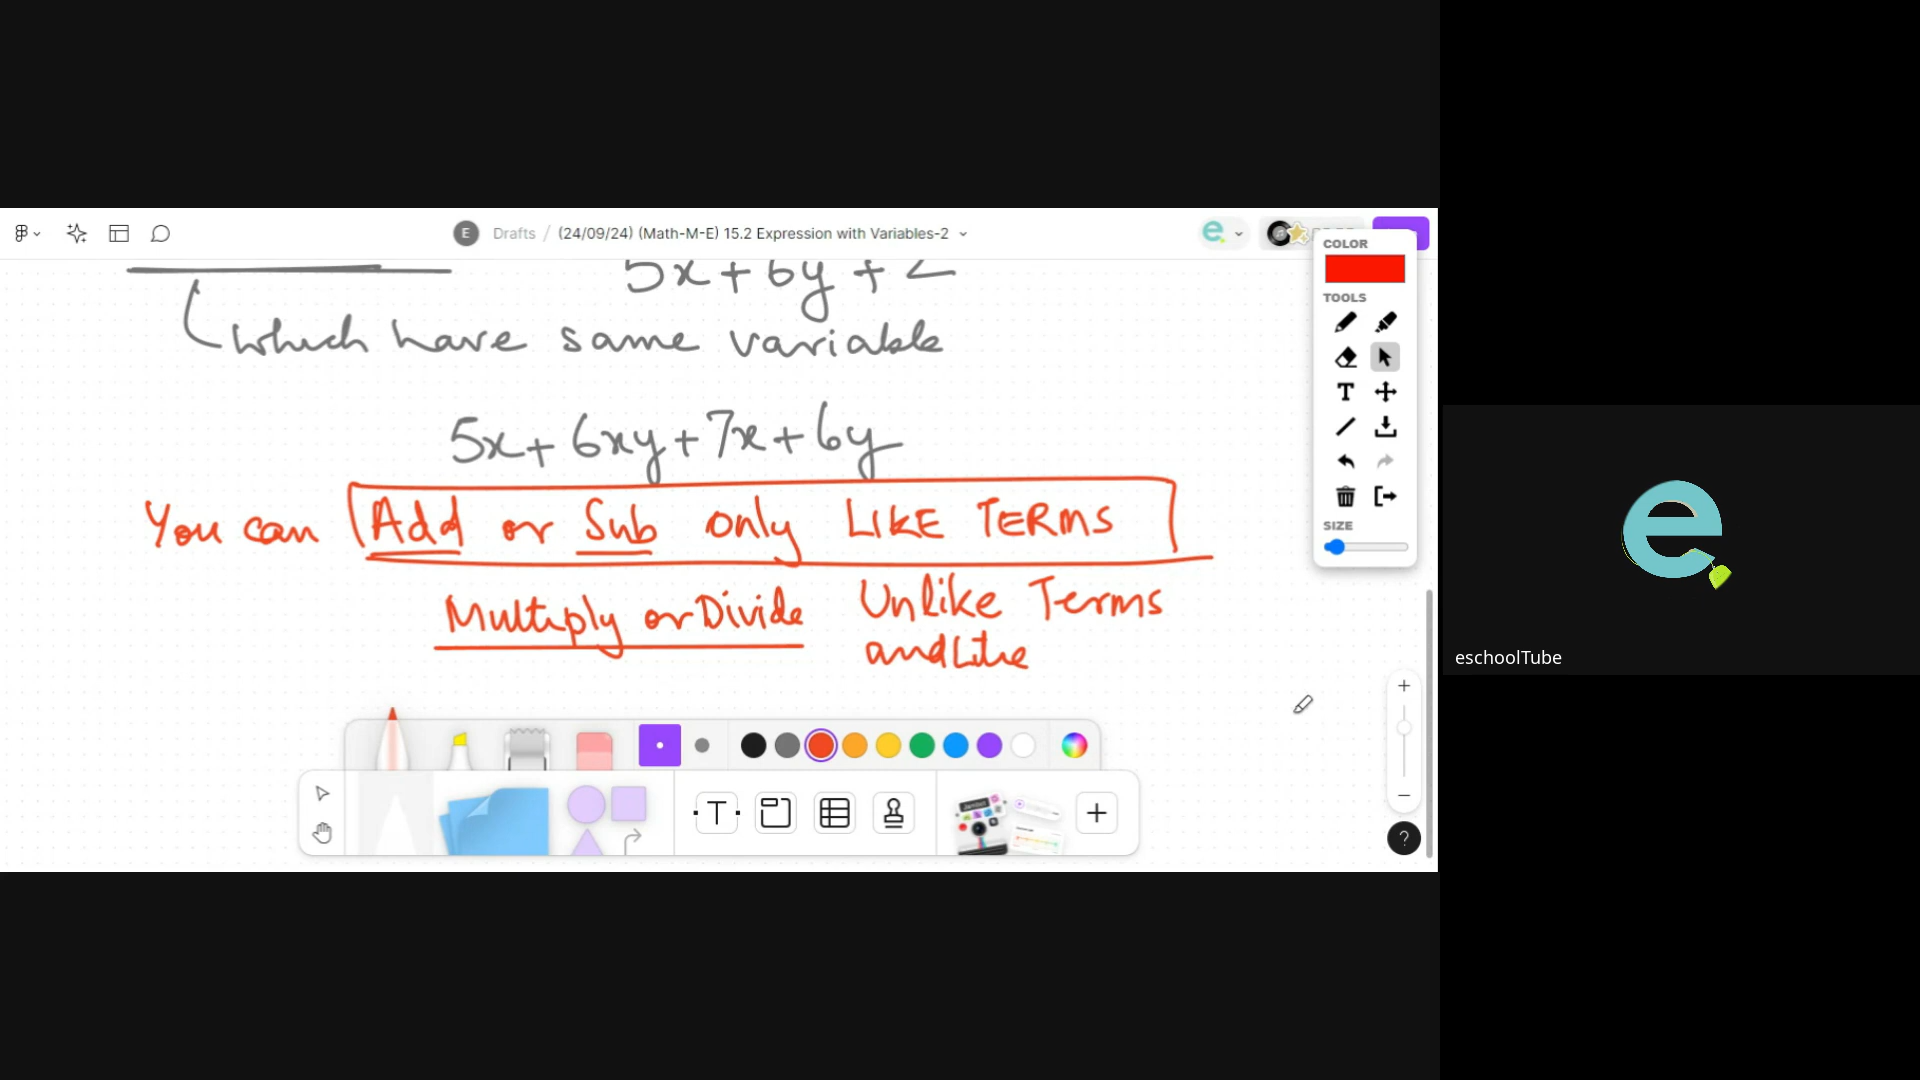 E Drafts / (24/09/24) (Math-M-E) 15.2 Expression with Variables-2
COLOR
5x + 6y + 2
TOOLS
which have same variable
5x + 6xy + 7x + 6y
You can Add or Sub only LIKE TERMS
SIZE
Multiply or Divide Unlike Terms
and Like
eschoolTube
T
?